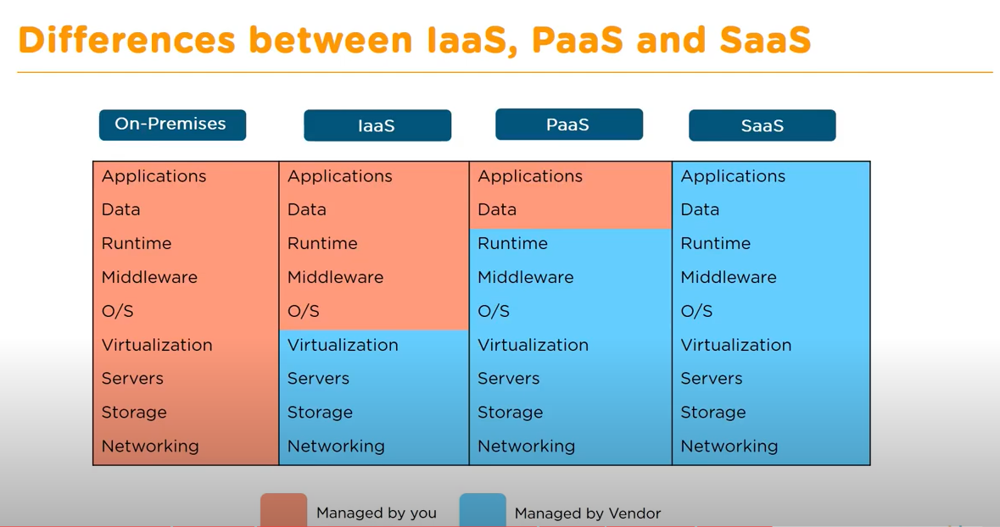 Differences between IaaS, PaaS and SaaS
On-Premises IaaS PaaS SaaS
Applications Applications Applications Applications
Data Data Data Data
Runtime Runtime Runtime Runtime
Middleware Middleware Middleware Middleware
O/S O/S O/S O/S
Virtualization Virtualization Virtualization Virtualization
Servers Servers Servers Servers
Storage Storage Storage Storage
Networking Networking Networking Networking
Managed by you Managed by Vendor